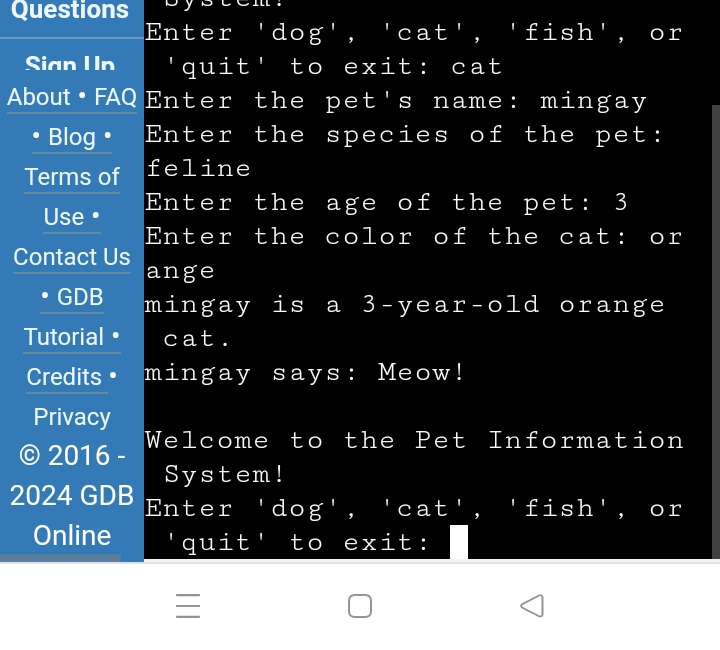 Questions
Sign Up
About • FAQ
• Blog •
Terms of
Use •
Contact Us
• GDB
Tutorial •
Credits •
Privacy
© 2016 -
2024 GDB
Online
System!
Enter 'dog', 'cat', 'fish', or
'quit' to exit: cat
Enter the pet's name: mingay
Enter the species of the pet:
feline
Enter the age of the pet: 3
Enter the color of the cat: or
ange
mingay is a 3-year-old orange
cat.
mingay says: Meow!
Welcome to the Pet Information
System!
Enter 'dog', 'cat', 'fish', or
'quit' to exit: